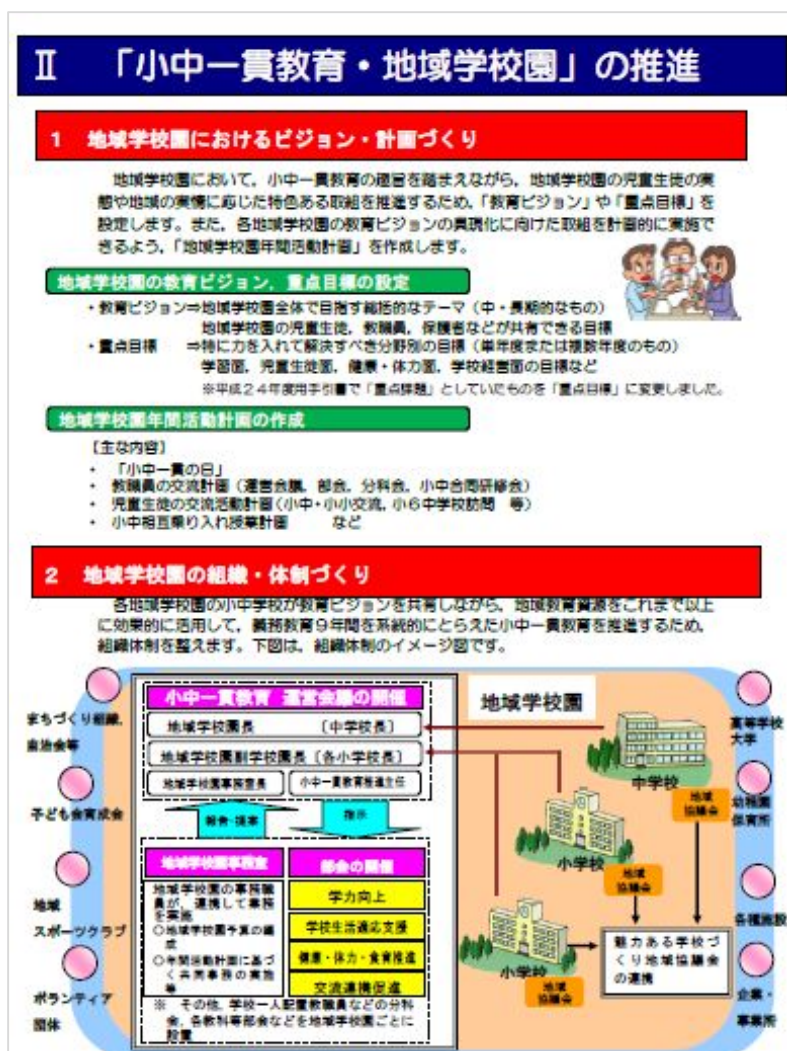 Ⅱ 「小中一貫教育・地域学校園」の推進
1 地域学校園におけるビジョン・計画づくり
地域学校園において,小中一貫教育の趣旨を踏まえながら,地域学校園の児童生徒の実
態や地域の実情に応じた特色ある取組を推進するため,「教育ビジョン」や「重点目標」を
設定します。また,各地域学校園の教育ビジョンの具現化に向けた取組を計画的に実施で
きるよう,「地域学校園年間活動計画」を作成します。
地域学校園の教育ビジョン,重点目標の設定
・教育ビジョン⇒地域学校園全体で目指す総括的なテーマ(中・長期的なもの)
地域学校園の児童生徒,教職員,保護者などが共有できる目標
・重点目標 ⇒特に力を入れて解決すべき分野別の目標(単年度または複数年度のもの)
学習面,児童生徒面,健康・体力面,学校経営面の目標など
※平成24年度用手引書で「重点課題」としていたものを「重点目標」に変更しました。
地域学校園年間活動計画の作成
〔主な内容〕
・ 「小中一貫の日」
・ 教職員の交流計画(運営会議,部会,分科会,小中合同研修会)
・ 児童生徒の交流活動計画(小中・小小交流,小6中学校訪問 等)
・ 小中相互乗り入れ授業計画 など
2 地域学校園の組織・体制づくり
各地域学校園の小中学校が教育ビジョンを共有しながら,地域教育資源をこれまで以上
に効果的に活用して,義務教育9年間を系統的にとらえた小中一貫教育を推進するため,
組織体制を整えます。下図は,組織体制のイメージ図です。
まちづくり組織,
自治会等
子ども会育成会
地域
スポーツクラブ
ボランティア
団体
小中一貫教育 運営会議の開催
地域学校園長 〔中学校長〕
地域学校園副学校園長〔各小学校長〕
地域学校園事務室長
小中一貫教育推進主任
報告・提案
指示
地域学校園事務室
地域学校園の事務職
員が,連携して業務
を実施
○地域学校園予算の編
成
○年間活動計画に基づ
く共同事務の実施
等
部会の開催
学力向上
学校生活適応支援
健康・体力・食育推進
交流連携促進
※ その他,学校一人配置教職員などの分科
会,各教科等部会などを地域学校園ごとに
設置
地域学校園
中学校
地域
協議会
小学校
地域
協議会
小学校
地域
協議会
魅力ある学校づ
くり地域協議会
の連携
高等学校
大学
幼稚園
保育所
各種施設
企業・
事業所